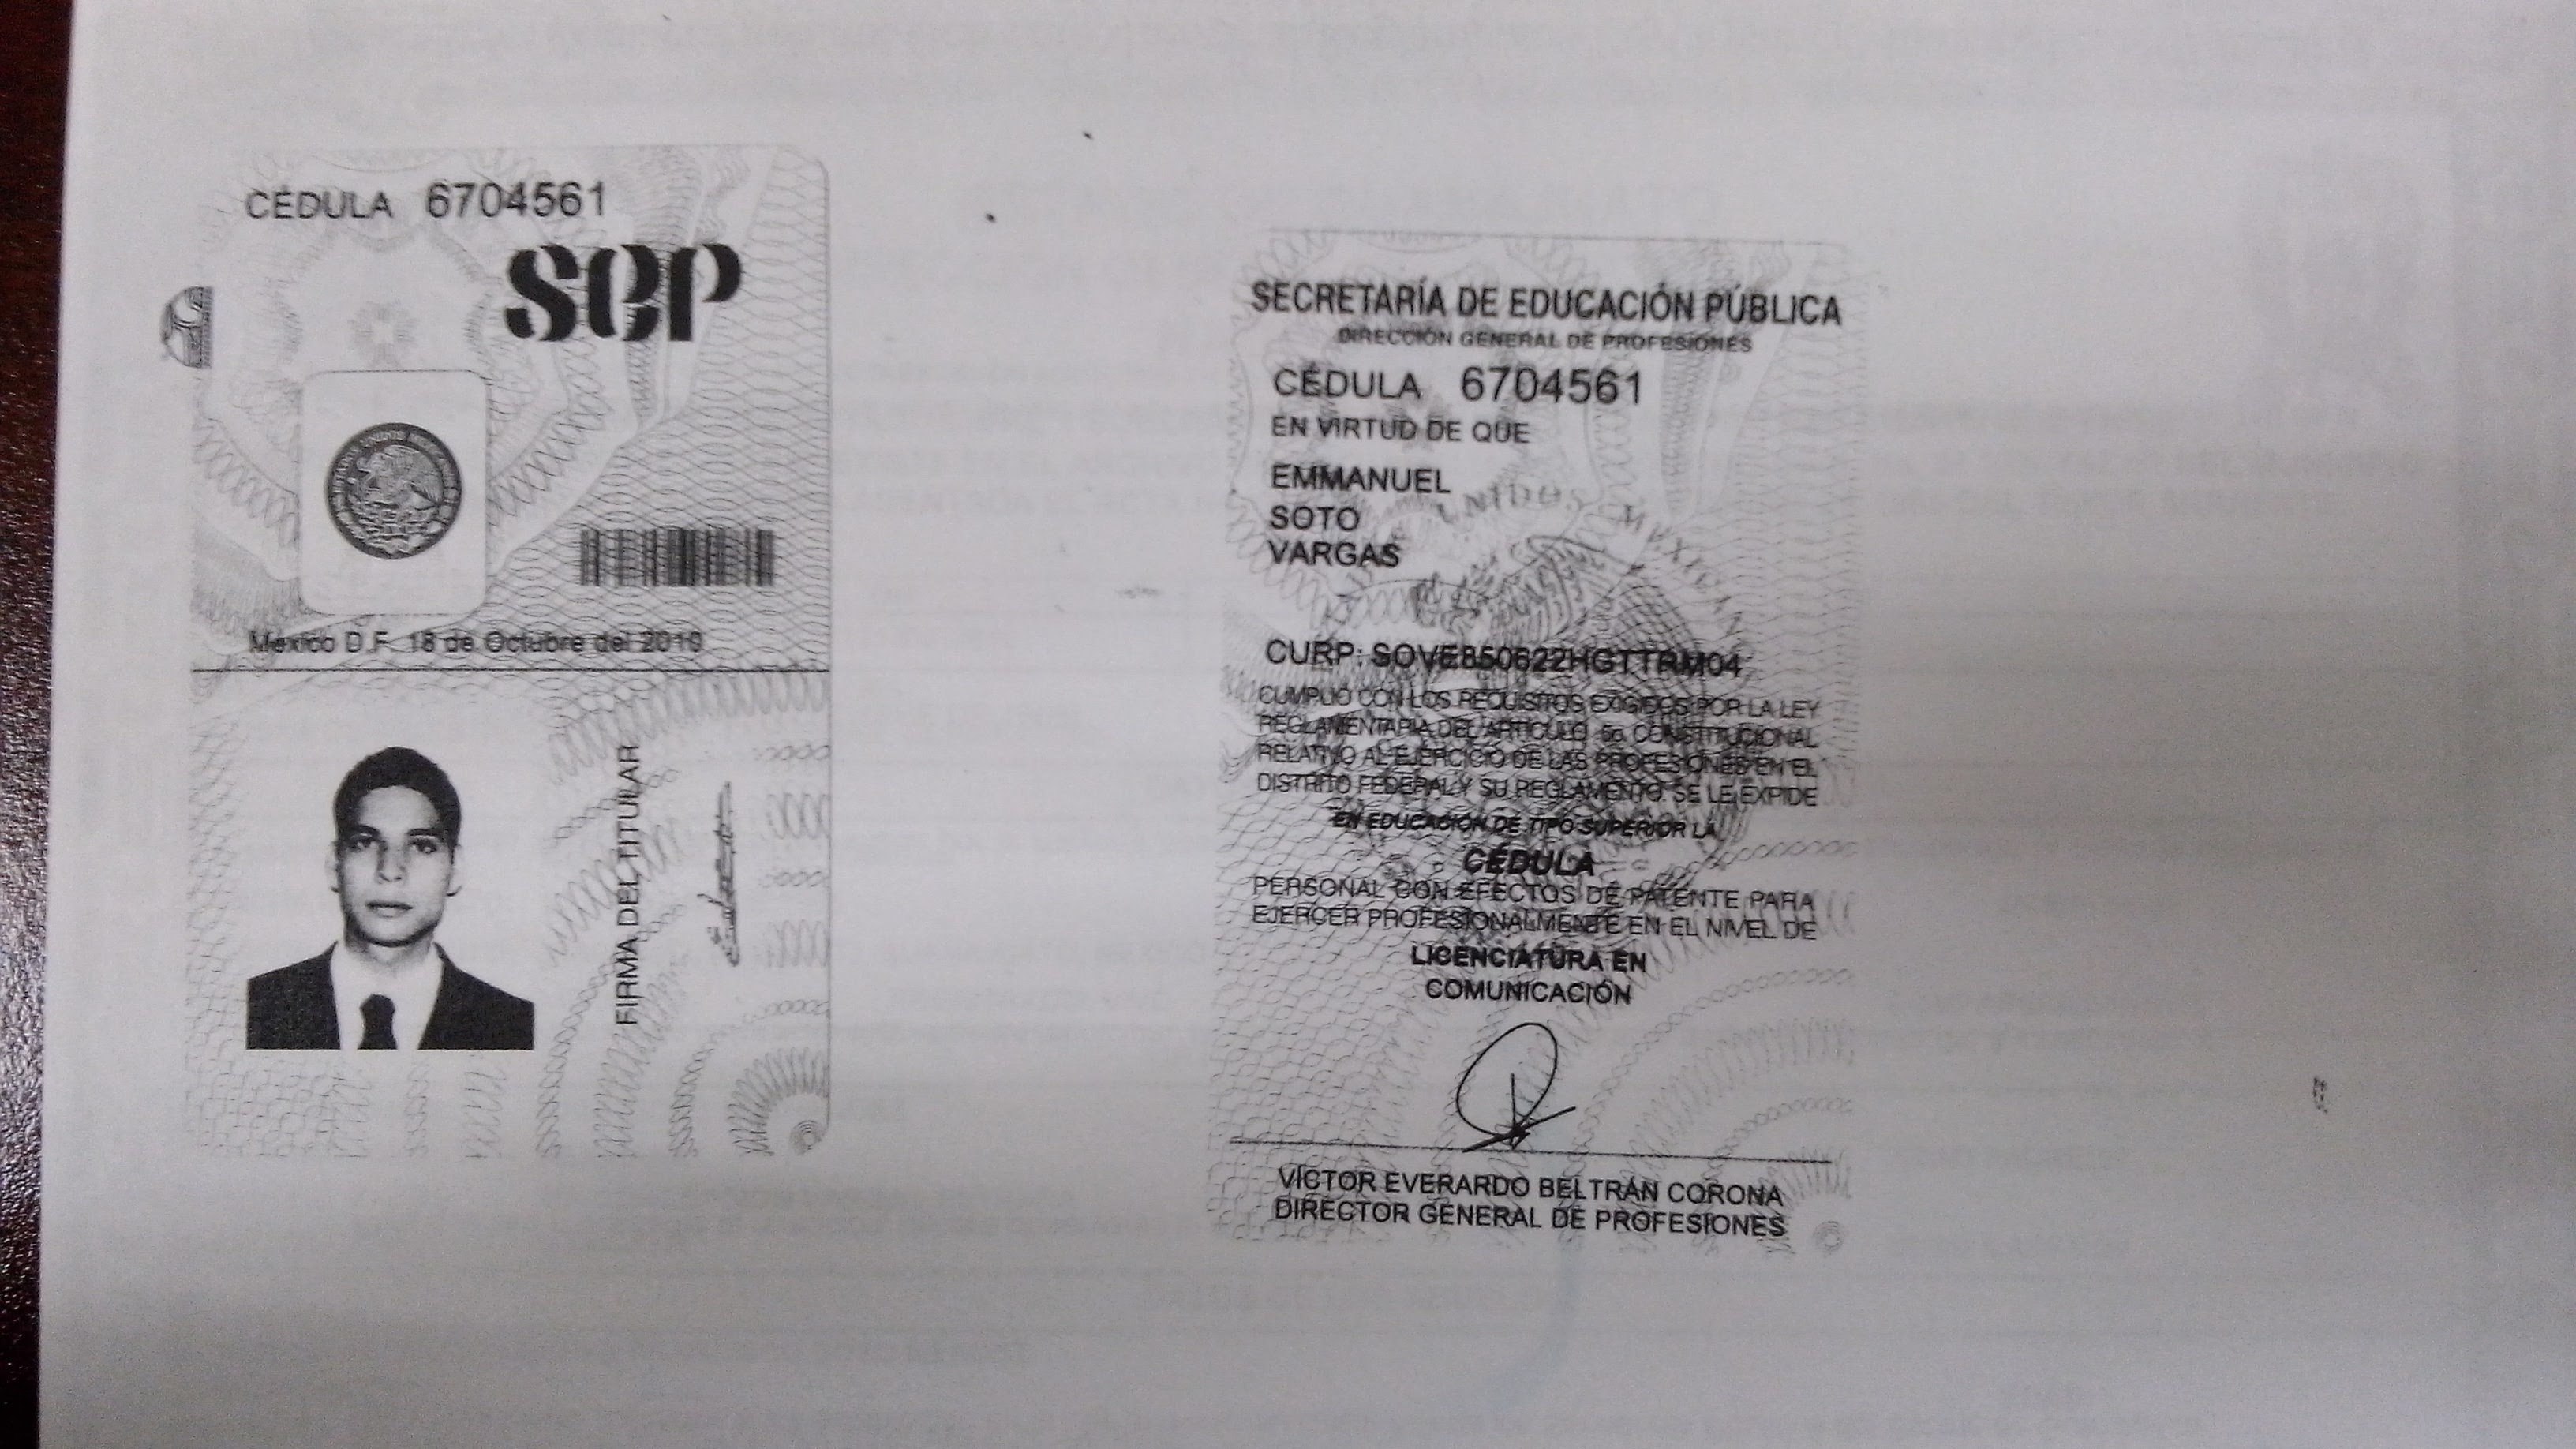 CÉDULA 6704561
SEP
México D.F. 18 de Octubre del 2010
FIRMA DEL TITULAR
SECRETARÍA DE EDUCACIÓN PÚBLICA
DIRECCIÓN GENERAL DE PROFESIONES
CÉDULA 6704561
EN VIRTUD DE QUE
EMMANUEL
SOTO
VARGAS
UNIDOS MEXICAN
CURP: SOVE850622HGTTRM04
CUMPLIÓ CON LOS REQUISITOS EXIGIDOS POR LA LEY
REGLAMENTARIA DEL ARTÍCULO 5o. CONSTITUCIONAL
RELATIVO AL EJERCICIO DE LAS PROFESIONES EN EL
DISTRITO FEDERAL Y SU REGLAMENTO. SE LE EXPIDE
EN EDUCACIÓN DE TIPO SUPERIOR LA
CÉDULA
PERSONAL CON EFECTOS DE PATENTE PARA
EJERCER PROFESIONALMENTE EN EL NIVEL DE
LICENCIATURA EN
COMUNICACIÓN
VÍCTOR EVERARDO BELTRÁN CORONA
DIRECTOR GENERAL DE PROFESIONES